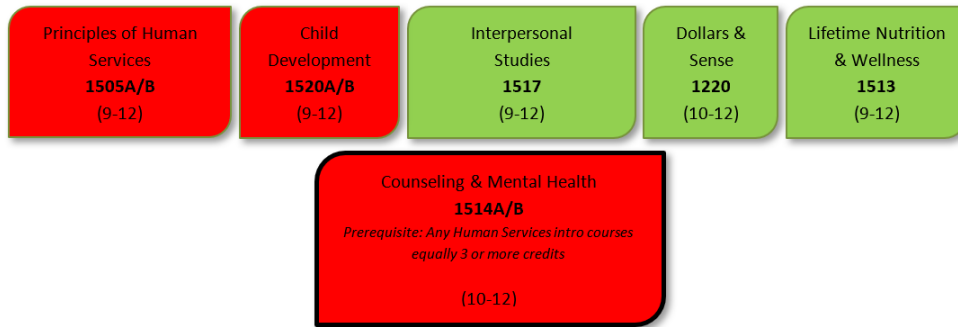 Principles of Human
Services
1505A/B
(9-12)
Child
Development
1520A/B
(9-12)
Interpersonal
Studies
1517
(9-12)
Dollars &
Sense
1220
(10-12)
Lifetime Nutrition
& Wellness
1513
(9-12)
Counseling & Mental Health
1514A/B
Prerequisite: Any Human Services intro courses
equally 3 or more credits
(10-12)